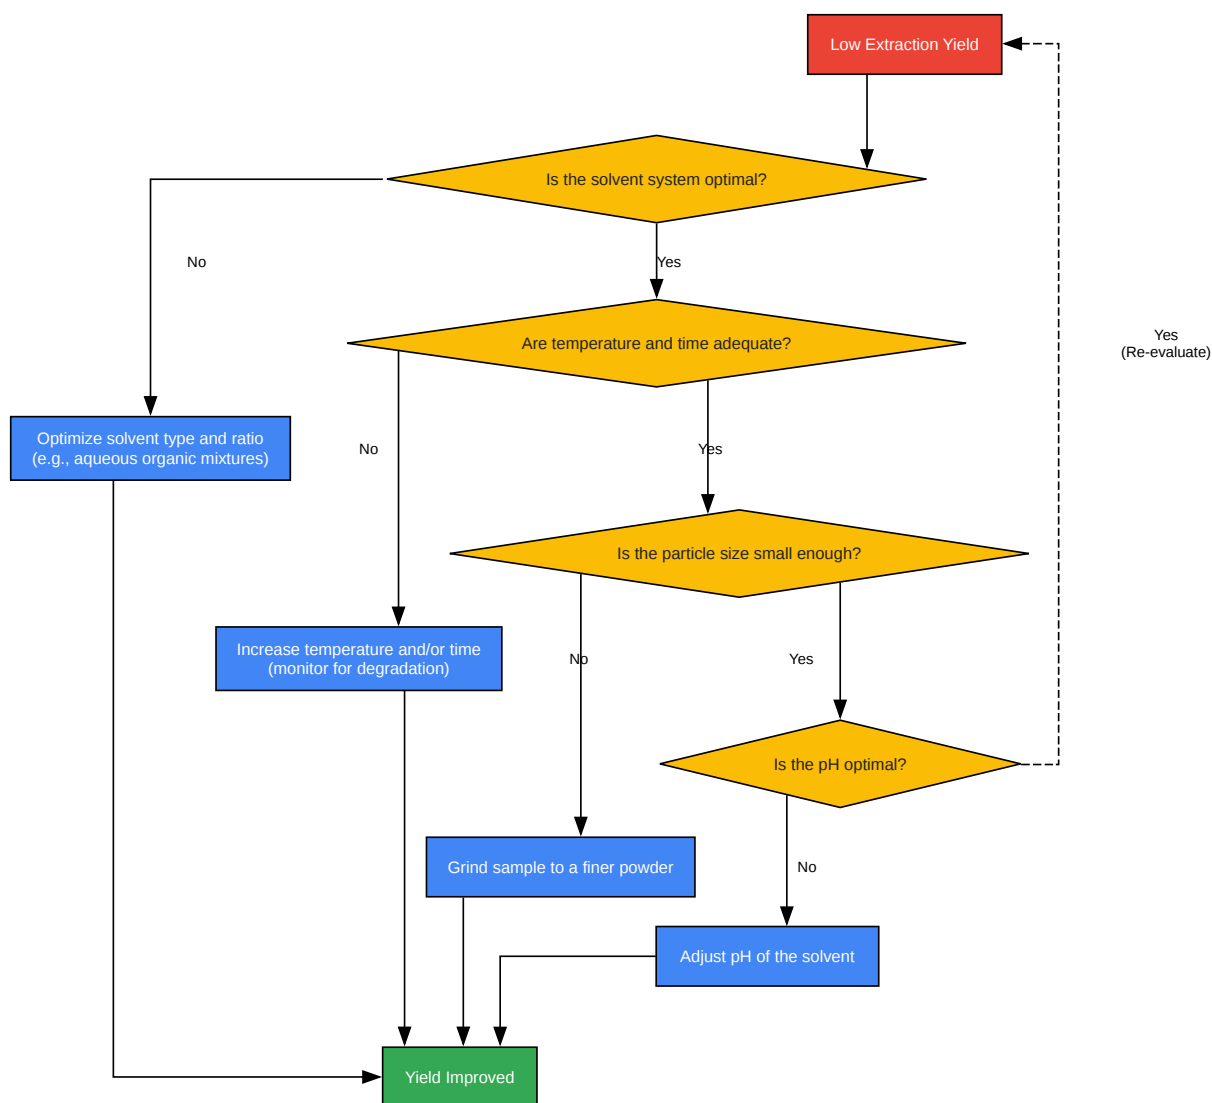 Low Extraction Yield
Is the solvent system optimal?
No
Yes
Are temperature and time adequate?
Yes
(Re-evaluate)
Optimize solvent type and ratio
(e.g., aqueous organic mixtures)
No
Yes
Is the particle size small enough?
Increase temperature and/or time
(monitor for degradation)
No
Yes
Is the pH optimal?
Grind sample to a finer powder
No
Adjust pH of the solvent
Yield Improved